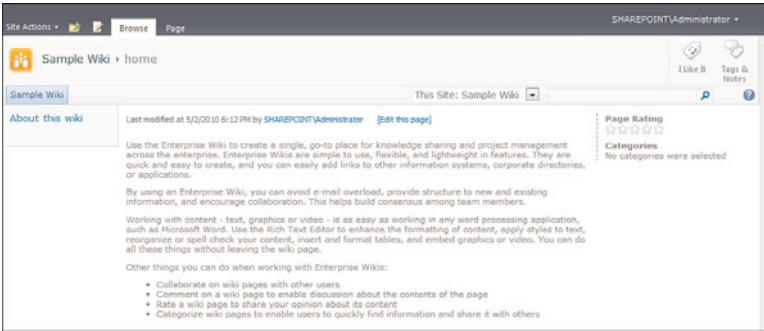 SHAREPOINT\Administrator
Site Actions
Browse
Page
Sample Wiki › home
I Like It
Tags & Notes
Sample Wiki
This Site: Sample Wiki
About this wiki
Last modified at 5/2/2010 6:12 PM by SHAREPOINT\Administrator [Edit this page]
Page Rating
Categories
No categories were selected
Use the Enterprise Wiki to create a single, go-to place for knowledge sharing and project management
across the enterprise. Enterprise Wikis are simple to use, flexible, and lightweight in features. They are
quick and easy to create, and you can easily add links to other information systems, corporate directories,
or applications.
By using an Enterprise Wiki, you can avoid e-mail overload, provide structure to new and existing
information, and encourage collaboration. This helps build consensus among team members.
Working with content - text, graphics or video - is as easy as working in any word processing application,
such as Microsoft Word. Use the Rich Text Editor to enhance the formatting of content, apply styles to text,
reorganize or spell check your content, insert and format tables, and embed graphics or video. You can do
all these things without leaving the wiki page.
Other things you can do when working with Enterprise Wikis:
• Collaborate on wiki pages with other users
• Comment on a wiki page to enable discussion about the contents of the page
• Rate a wiki page to share your opinion about its content
• Categorize wiki pages to enable users to quickly find information and share it with others